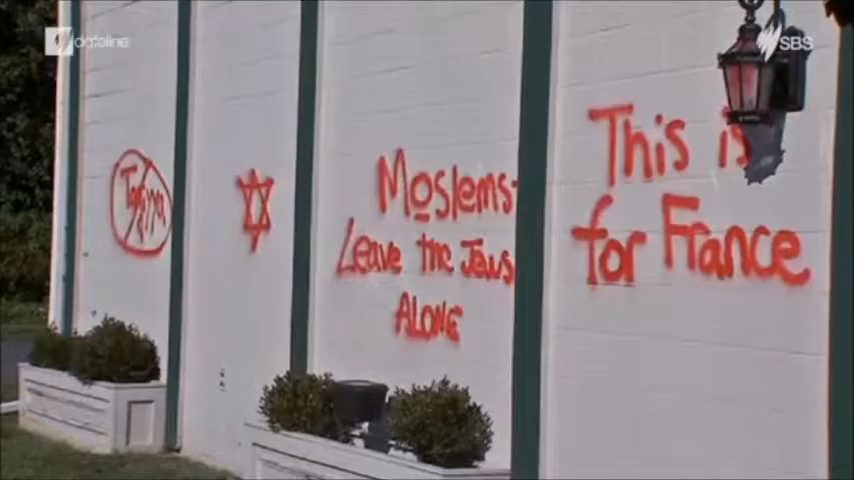 dateline
SBS
Moslems-
Leave the Jews
ALONE
This is
for France